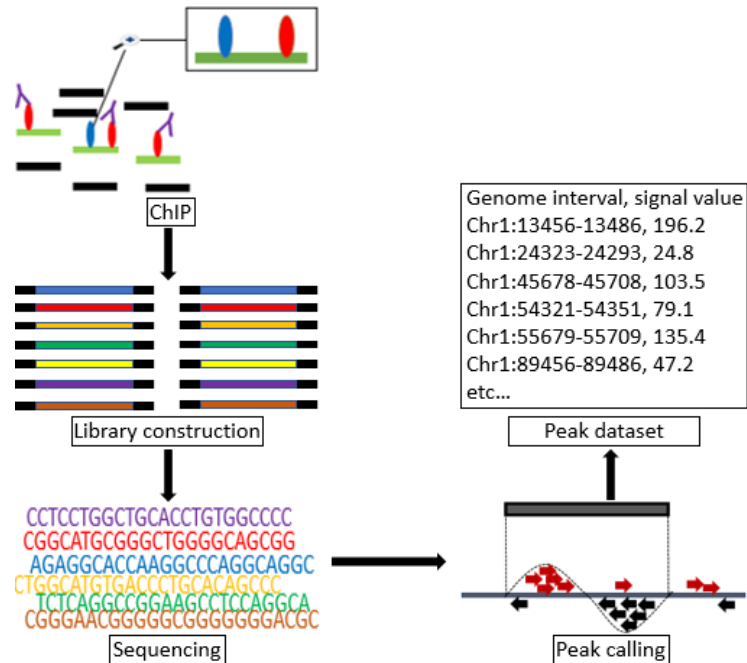 ChIP
Library construction
CCTCCTGGCTGCACCTGTGGCCCC
CGGCATGCGGGCTGGGGCAGCGG
AGAGGCACCAAGGCCCAGGCAGGC
CTGGCATGTGACCCTGCACAGCCC
TCTCAGGCCGGAAGCCTCCAGGCA
CGGGAACGGGGGCGGGGGGGACGC
Sequencing
Peak calling
Genome interval, signal value
Chr1:13456-13486, 196.2
Chr1:24323-24293, 24.8
Chr1:45678-45708, 103.5
Chr1:54321-54351, 79.1
Chr1:55679-55709, 135.4
Chr1:89456-89486, 47.2
etc...
Peak dataset